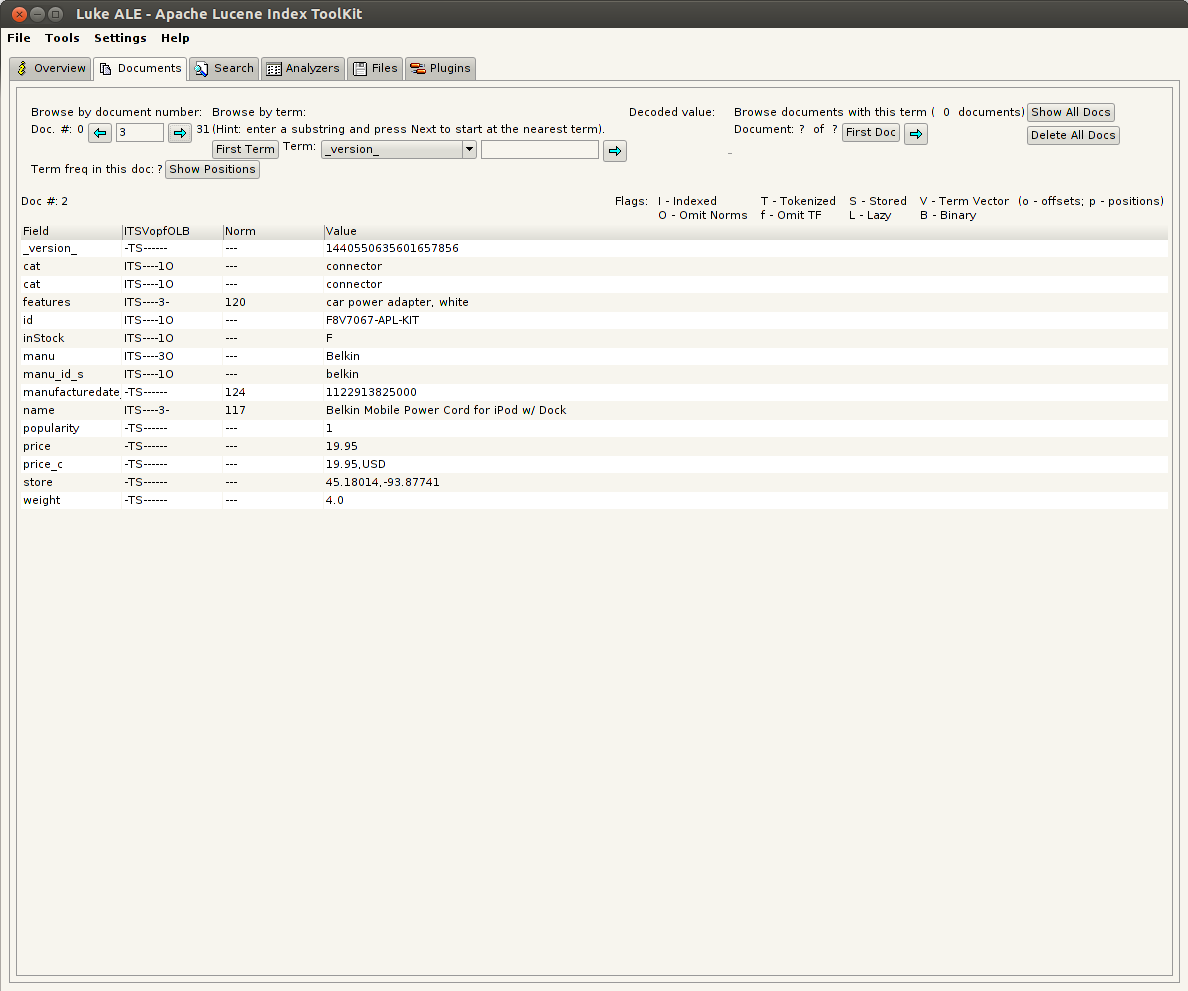 Luke ALE - Apache Lucene Index ToolKit
File Tools Settings Help
Overview Documents Search Analyzers Files Plugins
Browse by document number: Browse by term: Decoded value: Browse documents with this term ( 0 documents) Show All Docs
Doc. #: 0 3 31 (Hint: enter a substring and press Next to start at the nearest term). Document: ? of ? First Doc Delete All Docs
First Term Term: _version_
Term freq in this doc: ? Show Positions
Doc #: 2 Flags: I - Indexed T - Tokenized S - Stored V - Term Vector (o - offsets; p - positions)
O - Omit Norms f - Omit TF L - Lazy B - Binary
Field ITSVopfOLB Norm Value
_version_ -TS------ --- 1440550635601657856
cat ITS----1O --- connector
cat ITS----1O --- connector
features ITS----3- 120 car power adapter, white
id ITS----1O --- F8V7067-APL-KIT
inStock ITS----1O --- F
manu ITS----3O --- Belkin
manu_id_s ITS----1O --- belkin
manufacturedate_ -TS------ 124 1122913825000
name ITS----3- 117 Belkin Mobile Power Cord for iPod w/ Dock
popularity -TS------ --- 1
price -TS------ --- 19.95
price_c -TS------ --- 19.95,USD
store -TS------ --- 45.18014,-93.87741
weight -TS------ --- 4.0